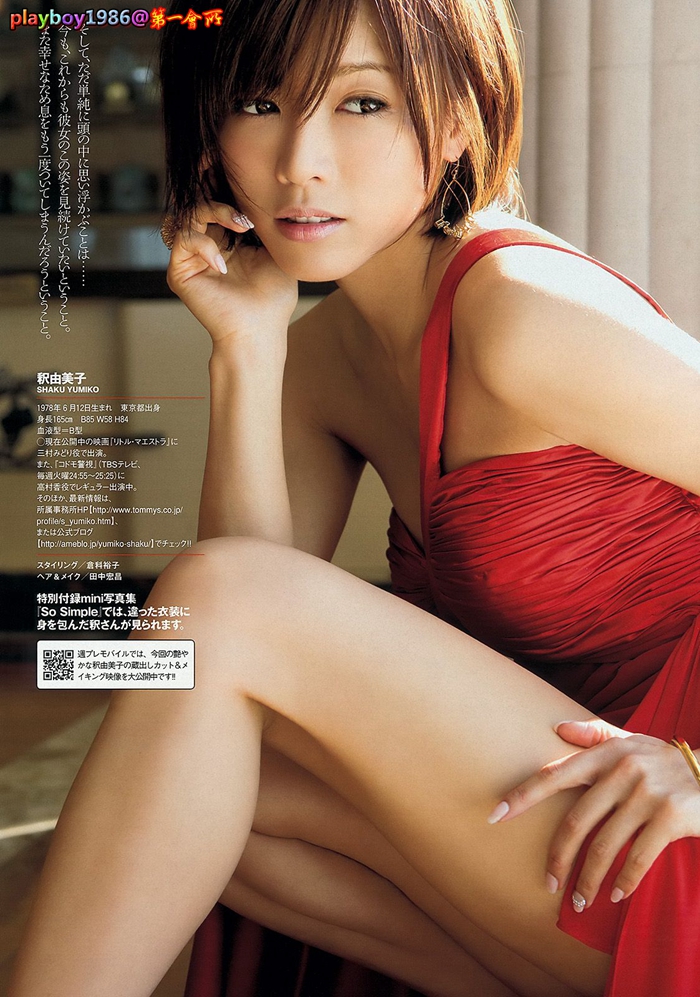 playboy1986@第一會所
そして、ただ単純に頭の中に思い浮かぶことは……
今も、これからも彼女のこの姿を見続けていたいということ。
また幸せなため息をもう一度ついてしまうんだろうということ。
釈由美子
SHAKU YUMIKO
1978年6月12日生まれ 東京都出身
身長165㎝ B85 W58 H84
血液型=B型
◯現在公開中の映画『リトル・マエストラ』に
三村みどり役で出演。
また、『コドモ警視』（TBSテレビ、
毎週火曜24:55～25:25）に
高村香役でレギュラー出演中。
そのほか、最新情報は、
所属事務所HP【http://www.tommys.co.jp/
profile/s_yumiko.htm】、
または公式ブログ
【http://ameblo.jp/yumiko-shaku/】でチェック!!
スタイリング／倉科裕子
ヘア＆メイク／田中宏昌
特別付録mini写真集
『So Simple』では、違った衣装に
身を包んだ釈さんが見られます。
週プレモバイルでは、今回の艶や
かな釈由美子の蔵出しカット＆メ
イキング映像を大公開中です!!